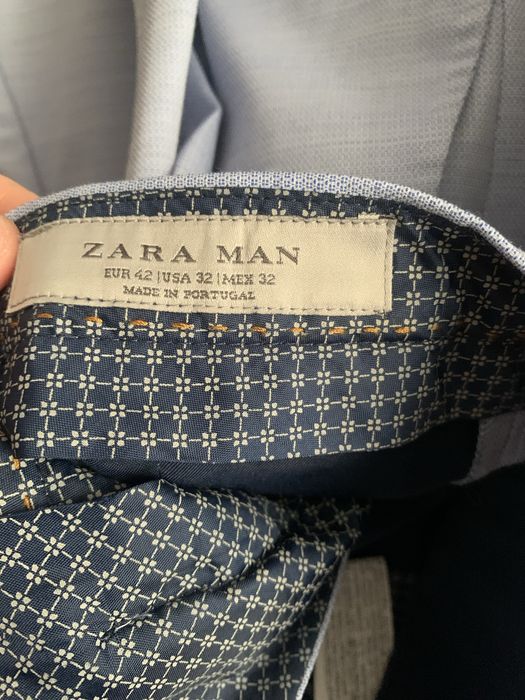 ZARA MAN
EUR 42 | USA 32 | MEX 32
MADE IN PORTUGAL